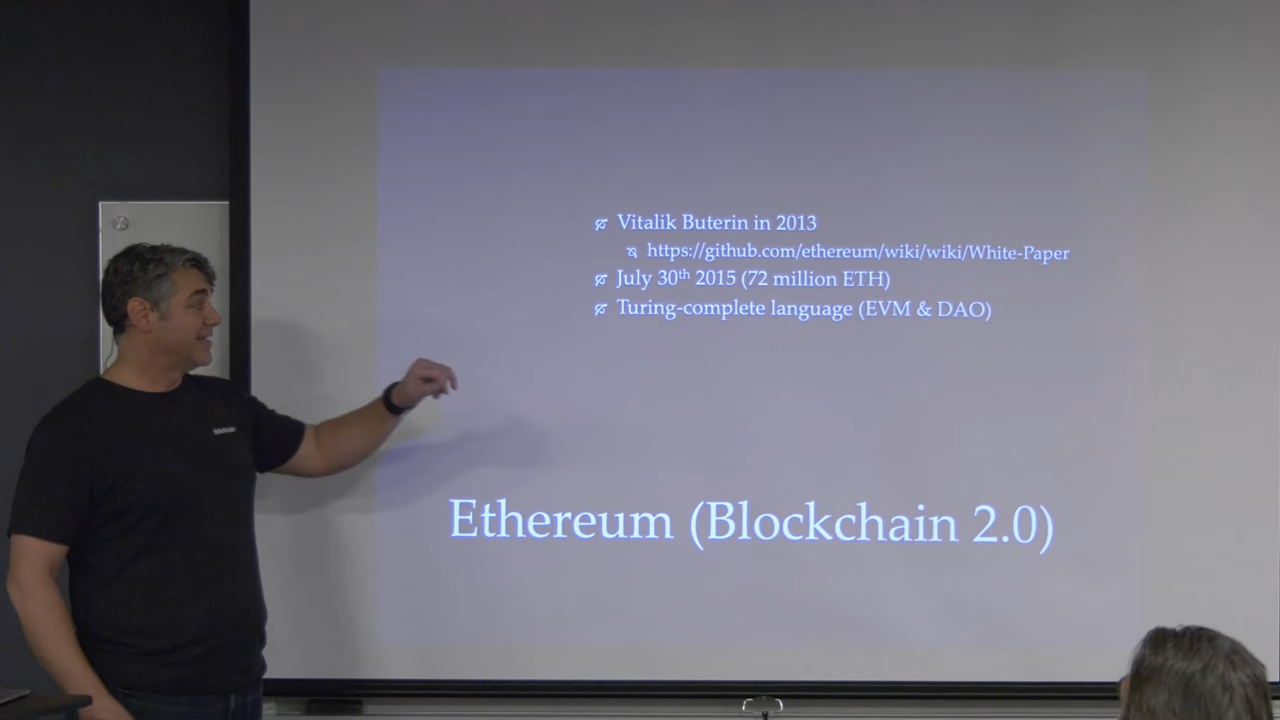 Vitalik Buterin in 2013
https://github.com/ethereum/wiki/wiki/White-Paper
July 30th 2015 (72 million ETH)
Turing-complete language (EVM & DAO)
Ethereum (Blockchain 2.0)